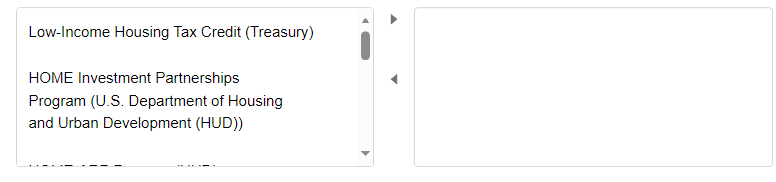 Low-Income Housing Tax Credit (Treasury)
HOME Investment Partnerships
Program (U.S. Department of Housing
and Urban Development (HUD))